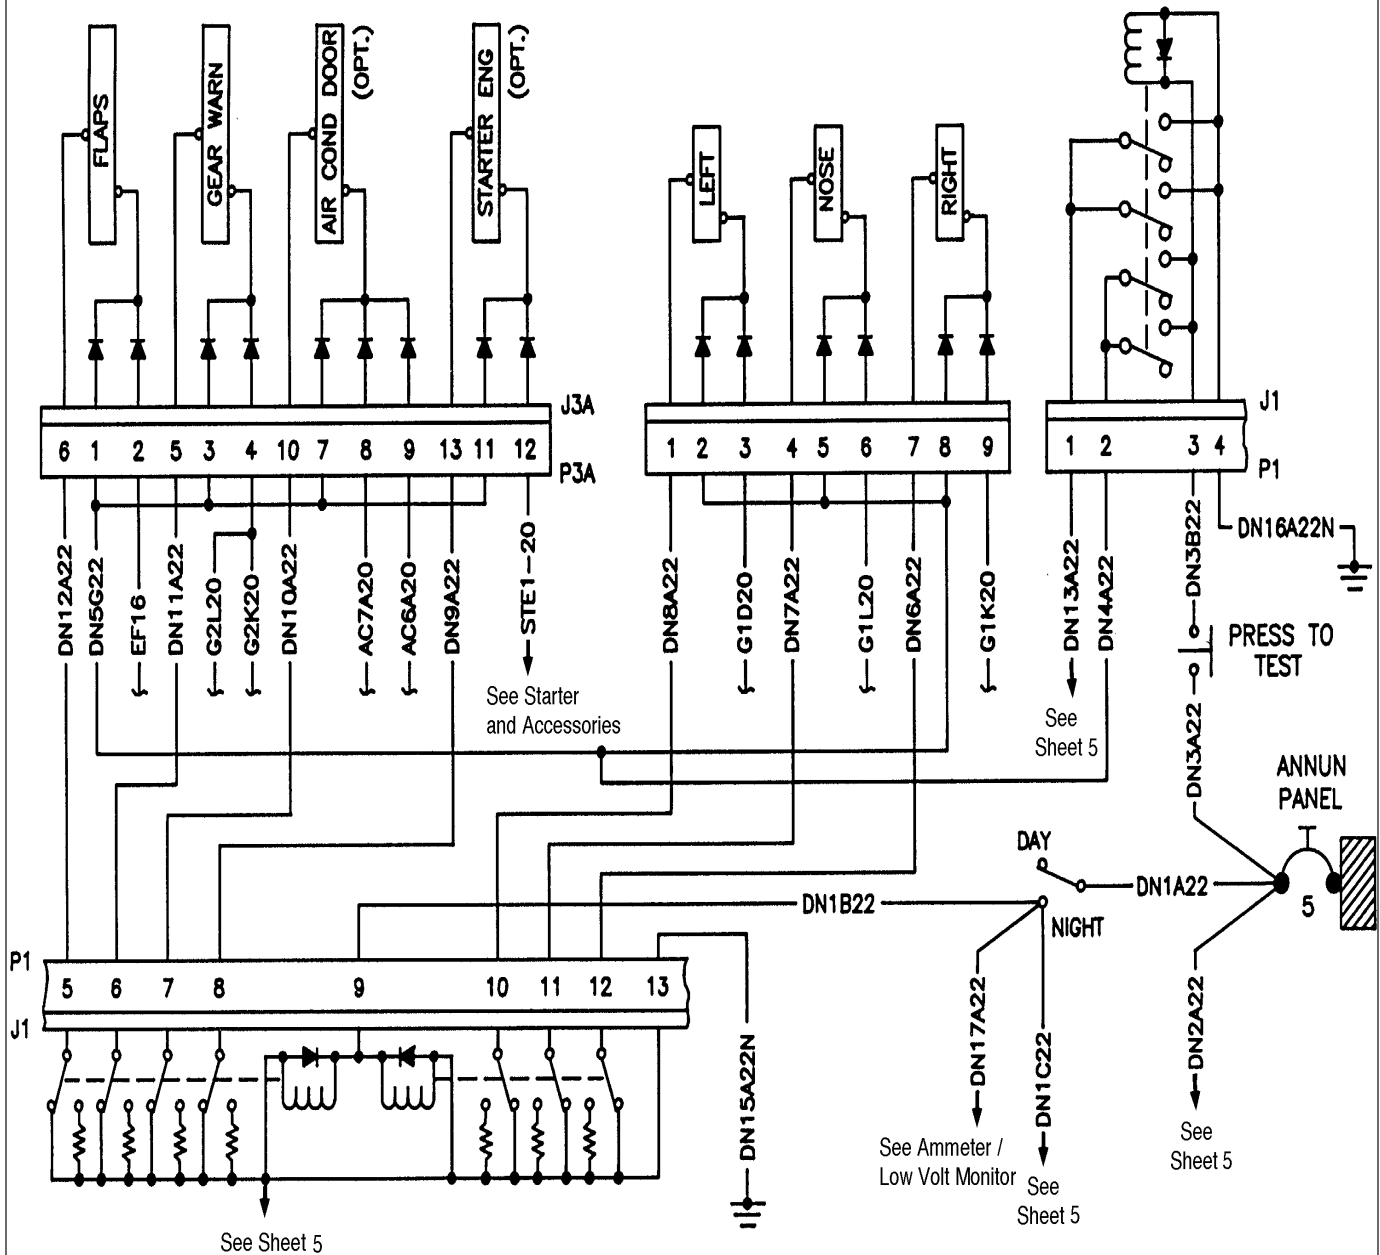 FLAPS
GEAR WARN
AIR COND DOOR
(OPT.)
STARTER ENG
(OPT.)
LEFT
NOSE
RIGHT
J3A
6 1 2 5 3 4 10 7 8 9 13 11 12
P3A
1 2 3 4 5 6 7 8 9
J1
1 2 3 4
P1
DN12A22
DN5G22
EF16
DN11A22
G2L20
G2K20
DN10A22
AC7A20
AC6A20
DN9A22
STE1-20
See Starter
and Accessories
DN8A22
G1D20
DN7A22
G1L20
DN6A22
G1K20
DN13A22
See
Sheet 5
DN4A22
DN3B22
DN16A22N
PRESS TO
TEST
DN3A22
ANNUN
PANEL
5
DAY
DN1A22
NIGHT
DN1B22
P1
5 6 7 8 9 10 11 12 13
J1
DN15A22N
DN17A22
DN1C22
DN2A22
See Ammeter /
Low Volt Monitor
See
Sheet 5
See
Sheet 5
See Sheet 5